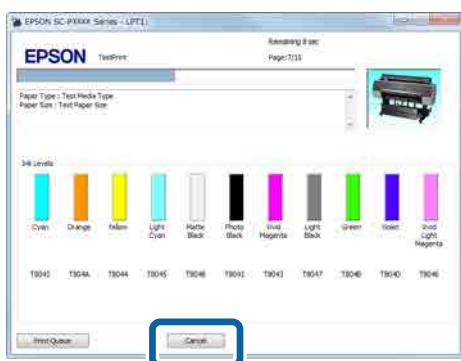 EPSON SC-PXXXX Series - LPT1:
EPSON
TestPrint
Remaining 8 sec
Page:7/15
Paper Type : Test Media Type
Paper Size : Test Paper Size
Ink Levels
Cyan
Orange
Yellow
Light Cyan
Matte Black
Photo Black
Vivid Magenta
Light Black
Green
Violet
Vivid Light Magenta
T8042
T804A
T8044
T8045
T8048
T8041
T8043
T8047
T804B
T804D
T8046
Print Queue
Cancel